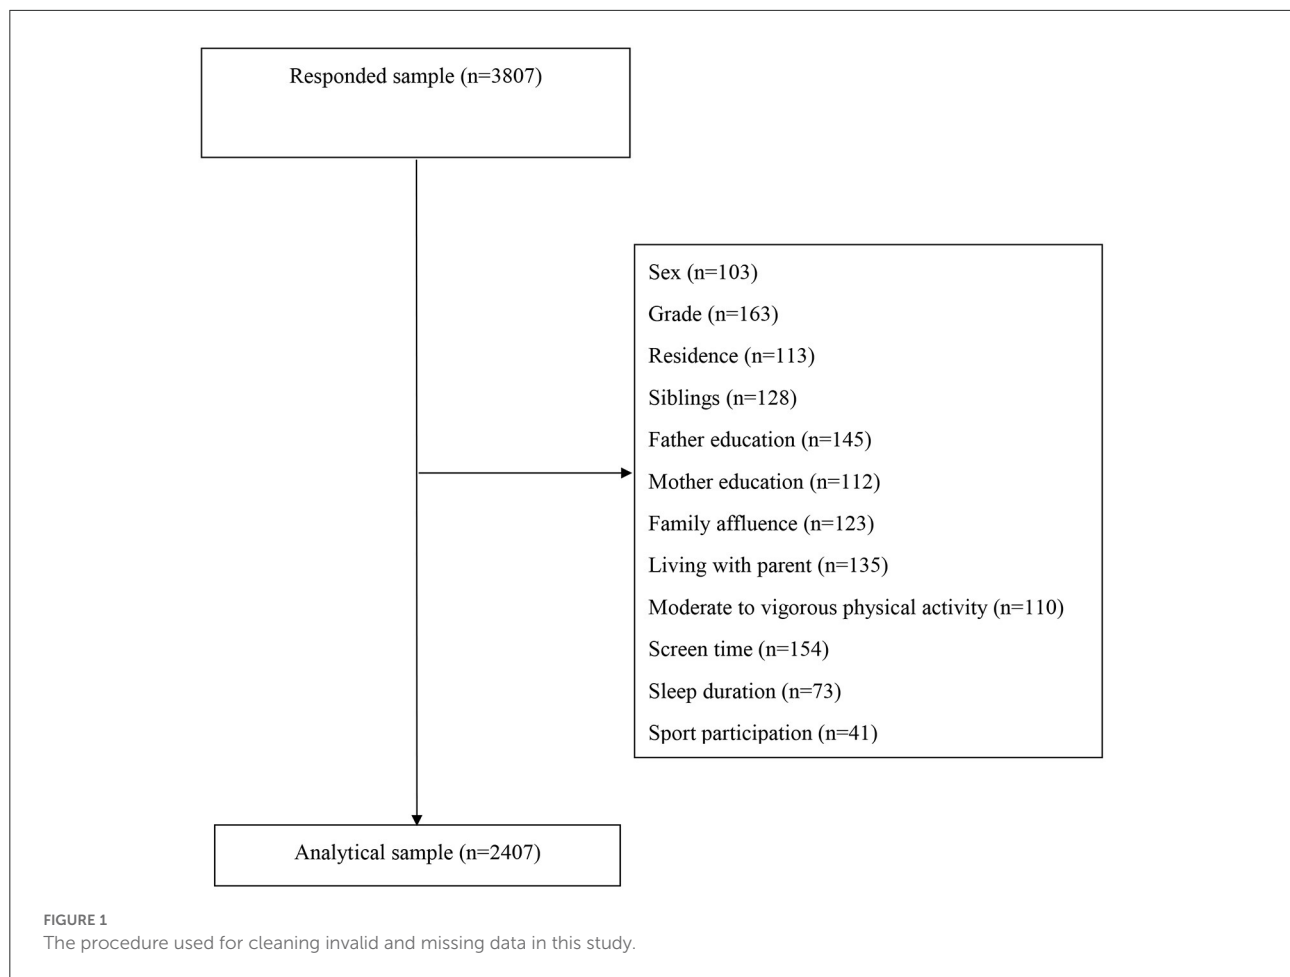 Responded sample (n=3807)
Sex (n=103)
Grade (n=163)
Residence (n=113)
Siblings (n=128)
Father education (n=145)
Mother education (n=112)
Family affluence (n=123)
Living with parent (n=135)
Moderate to vigorous physical activity (n=110)
Screen time (n=154)
Sleep duration (n=73)
Sport participation (n=41)
Analytical sample (n=2407)
FIGURE 1
The procedure used for cleaning invalid and missing data in this study.